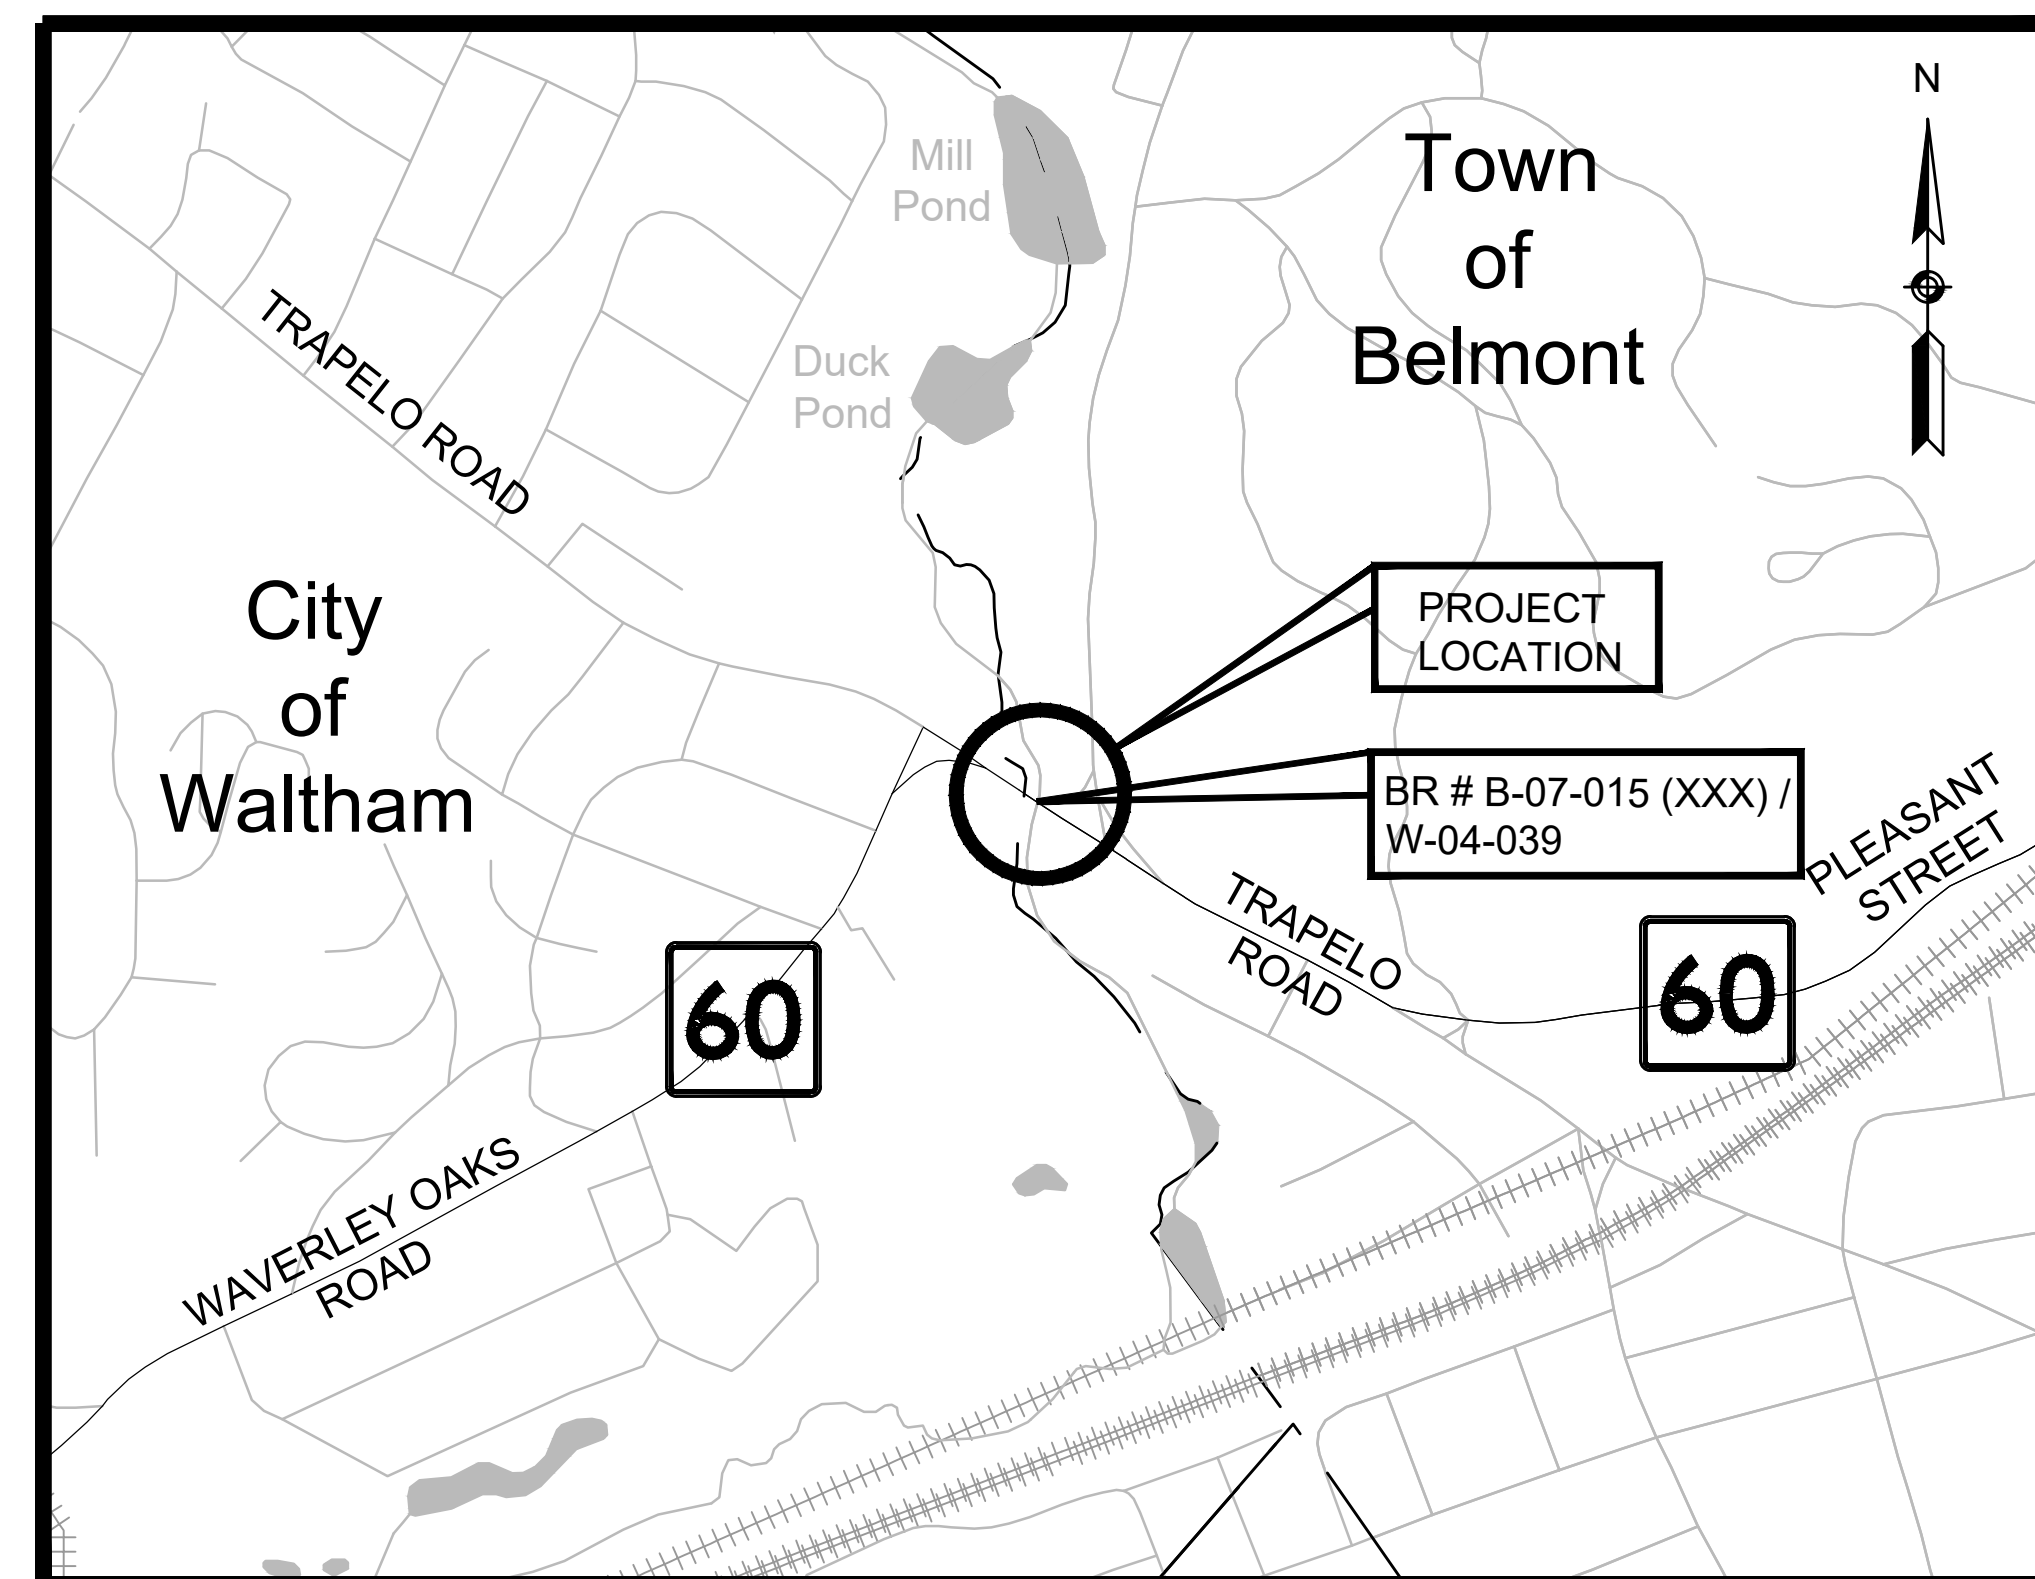 N
Mill
Pond
Town
of
Belmont
TRAPELO ROAD
Duck
Pond
City
of
Waltham
PROJECT
LOCATION
BR # B-07-015 (XXX) /
W-04-039
PLEASANT
STREET
TRAPELO
ROAD
60
60
WAVERLEY OAKS
ROAD